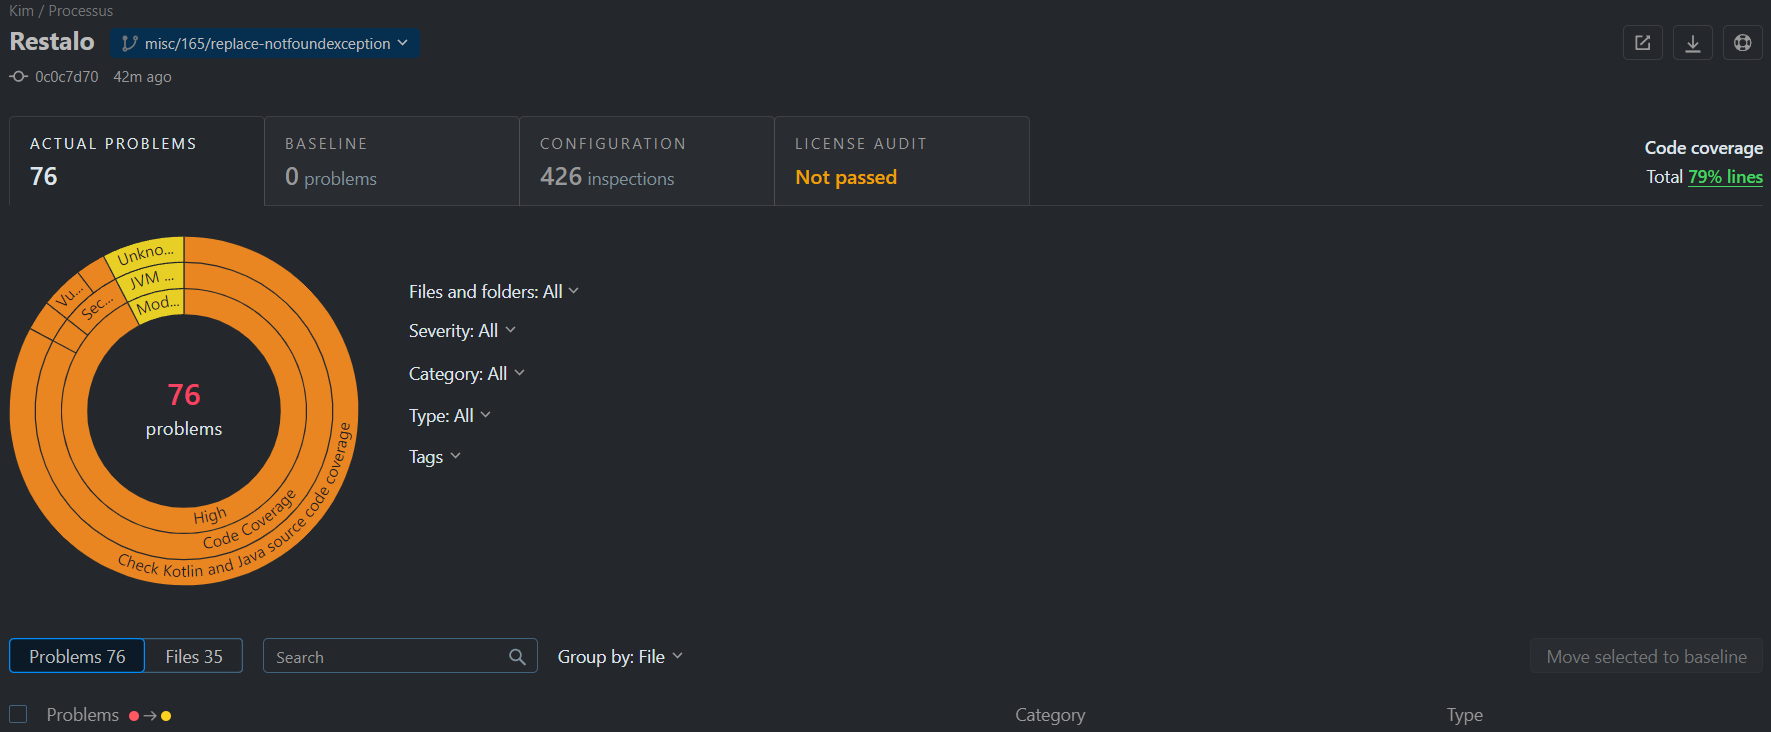 Kim / Processus
Restalo misc/165/replace-notfoundexception
0c0c7d70 42m ago
ACTUAL PROBLEMS
76
BASELINE
0 problems
CONFIGURATION
426 inspections
LICENSE AUDIT
Not passed
Code coverage
Total 79% lines
Unkno...
JVM ...
Mod...
Vu...
Sec...
76
problems
High
Code Coverage
Check Kotlin and Java source code coverage
Files and folders: All
Severity: All
Category: All
Type: All
Tags
Problems 76 Files 35 Search Group by: File Move selected to baseline
Problems Category Type